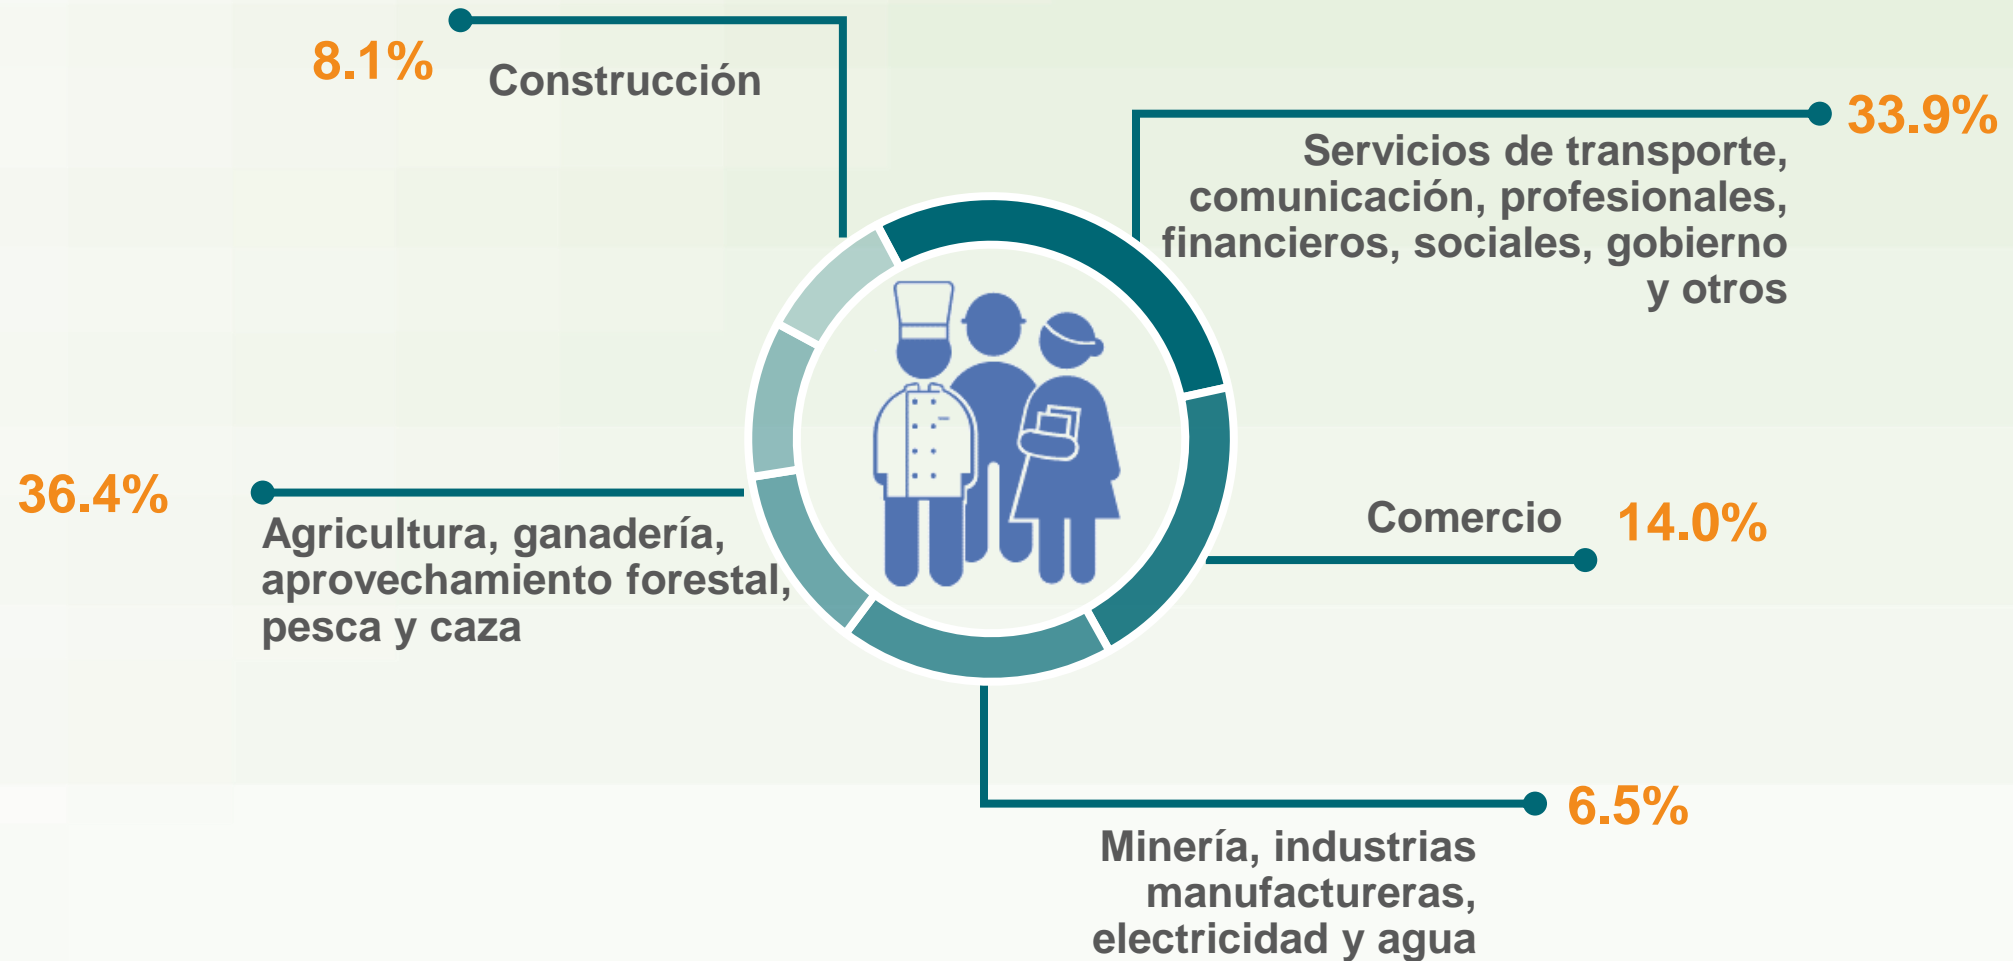 8.1%
Construcción
33.9%
Servicios de transporte,
comunicación, profesionales,
financieros, sociales, gobierno
y otros
36.4%
Agricultura, ganadería,
aprovechamiento forestal,
pesca y caza
Comercio
14.0%
6.5%
Minería, industrias
manufactureras,
electricidad y agua